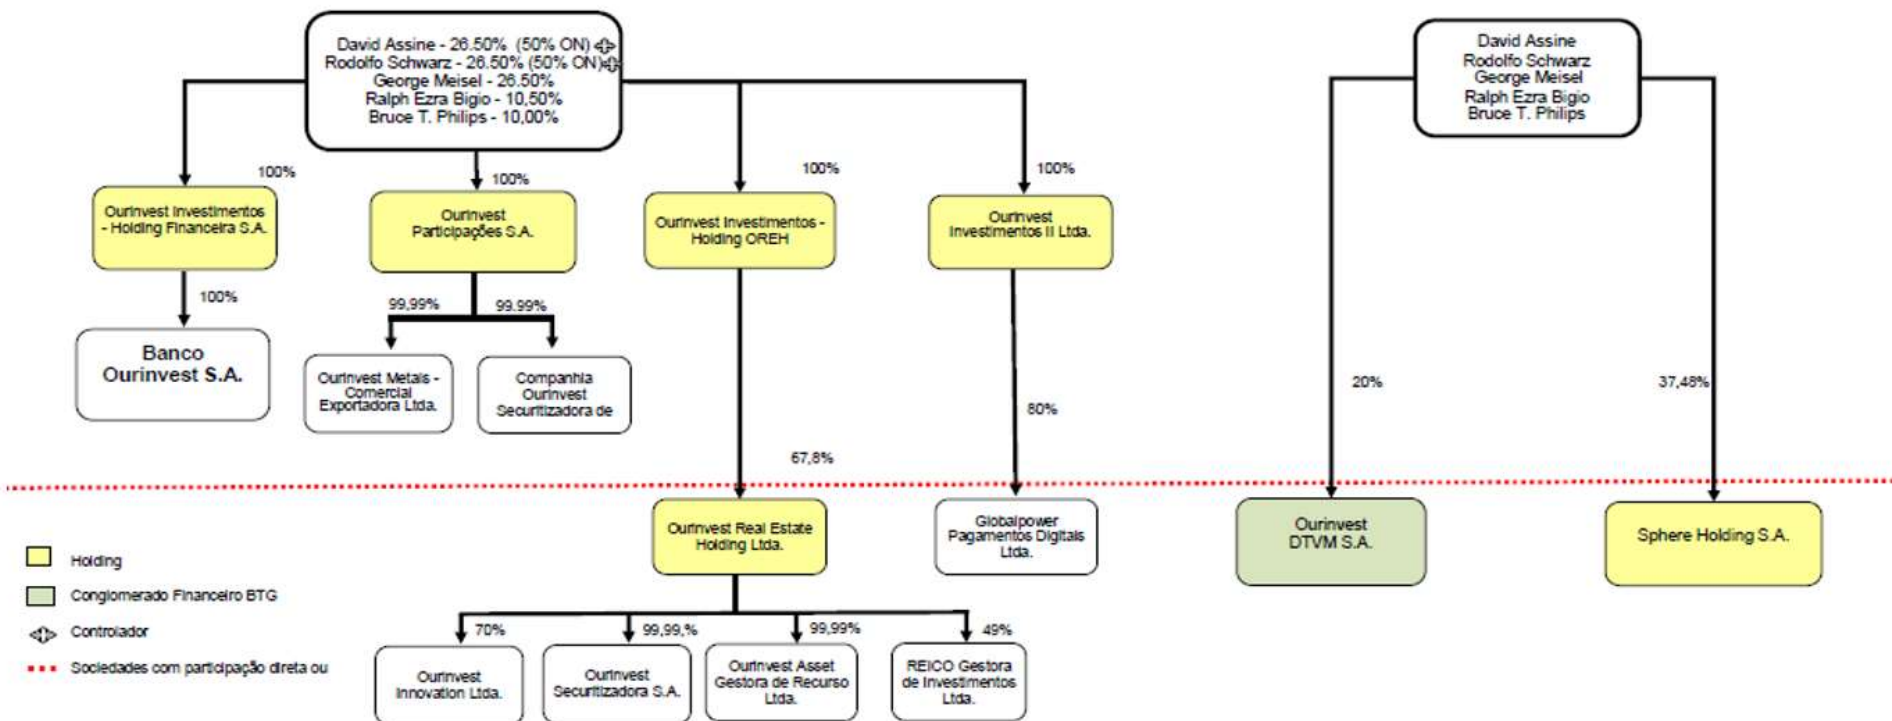 David Assine - 26.50% (50% ON)
Rodolfo Schwarz - 26.50% (50% ON)
George Meisel - 26.50%
Ralph Ezra Bigio - 10,50%
Bruce T. Philips - 10,00%
David Assine
Rodolfo Schwarz
George Meisel
Ralph Ezra Bigio
Bruce T. Philips
100%
100%
100%
100%
Ourinvest Investimentos
- Holding Financeira S.A.
Ourinvest
Participações S.A.
Ourinvest Investimentos -
Holding OREH
Ourinvest
Investimentos II Ltda.
100%
99,99%
99.99%
Banco
Ourinvest S.A.
Ourinvest Metais -
Comercial
Exportadora Ltda.
Companhia
Ourinvest
Securitizadora de
20%
37,48%
80%
67,8%
Ourinvest Real Estate
Holding Ltda.
Globalpower
Pagamentos Digitais
Ltda.
Ourinvest
DTVM S.A.
Sphere Holding S.A.
Holding
Conglomerado Financeiro BTG
Controlador
Sociedades com participação direta ou
70%
99,99,%
99,99%
49%
Ourinvest
Innovation Ltda.
Ourinvest
Securitizadora S.A.
Ourinvest Asset
Gestora de Recurso
Ltda.
REICO Gestora
de Investimentos
Ltda.